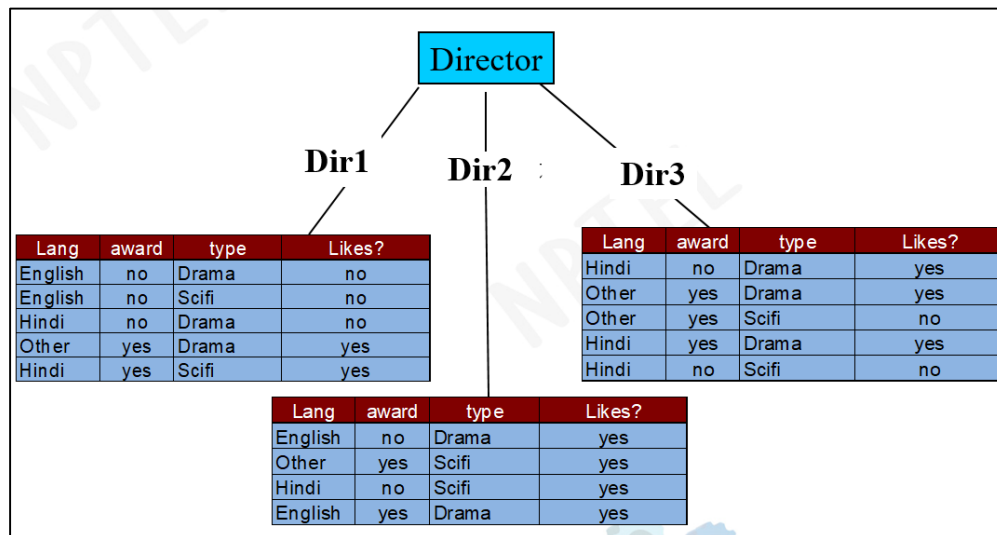 NPTEL
Director
Dir1
Dir2
Dir3
Lang award type Likes?
English no Drama no
English no Scifi no
Hindi no Drama no
Other yes Drama yes
Hindi yes Scifi yes
Lang award type Likes?
Hindi no Drama yes
Other yes Drama yes
Other yes Scifi no
Hindi yes Drama yes
Hindi no Scifi no
NPTEL
Lang award type Likes?
English no Drama yes
Other yes Scifi yes
Hindi no Scifi yes
English yes Drama yes